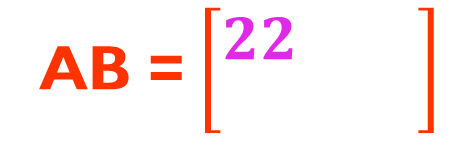 AB = [22 ]